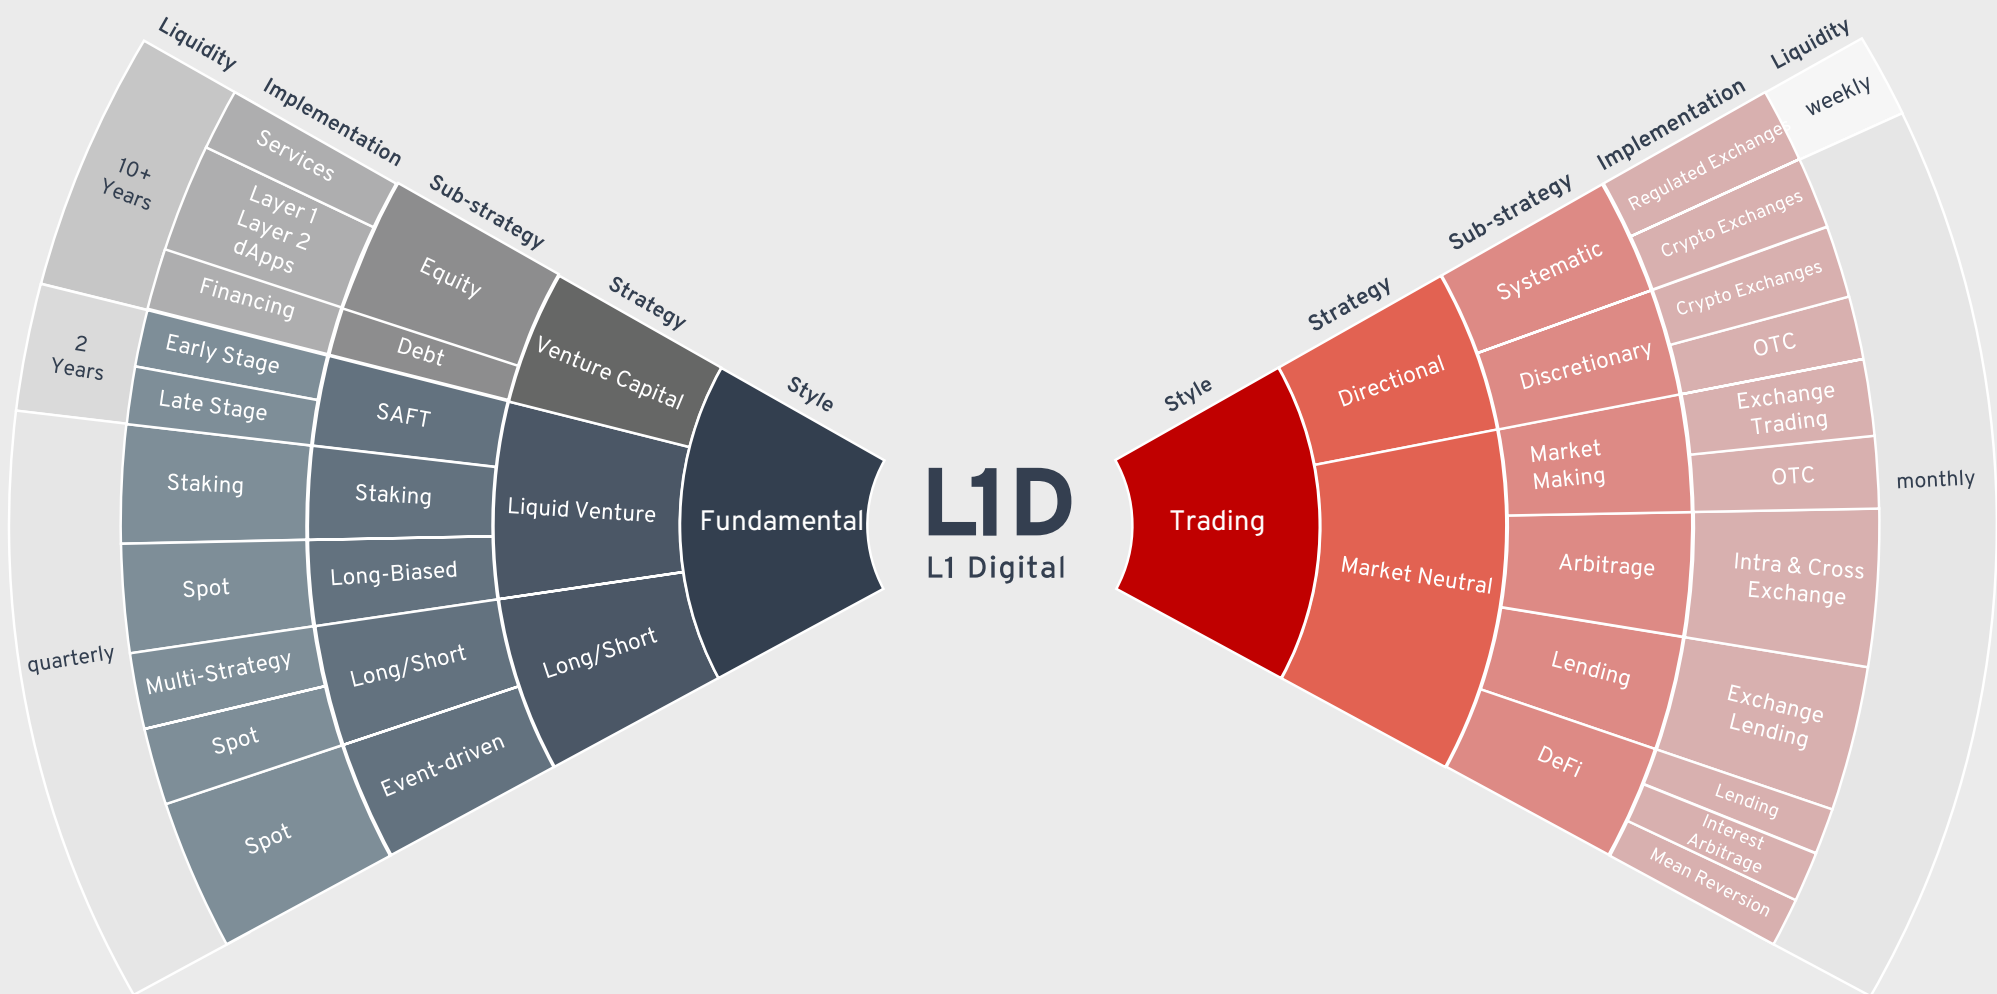 Liquidity
Implementation
Sub-strategy
Strategy
Style
10+
Years
2
Years
quarterly
Services
Layer 1
Layer 2
dApps
Financing
Early Stage
Late Stage
Staking
Spot
Multi-Strategy
Spot
Spot
Equity
Debt
SAFT
Staking
Long-Biased
Long/Short
Event-driven
Venture Capital
Liquid Venture
Long/Short
Fundamental
L1D
L1 Digital
Style
Strategy
Sub-strategy
Implementation
Liquidity
Trading
Directional
Market Neutral
Systematic
Discretionary
Market
Making
Arbitrage
Lending
DeFi
Regulated Exchanges
Crypto Exchanges
Crypto Exchanges
OTC
Exchange
Trading
OTC
Intra & Cross
Exchange
Exchange
Lending
Lending
Interest
Arbitrage
Mean Reversion
weekly
monthly